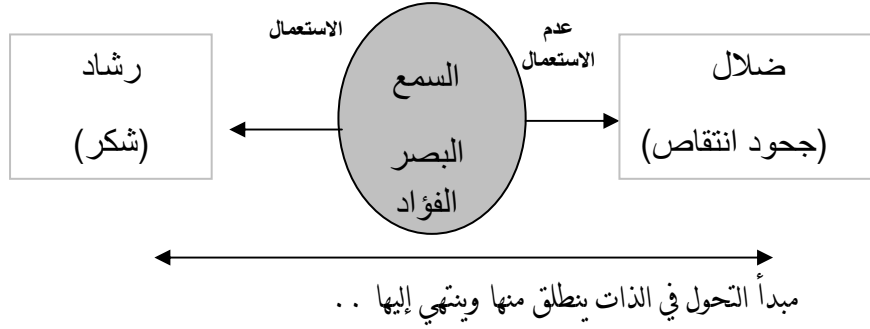 ضلال
(جحود انتقاص)
عدم
الاستعمال
السمع
البصر
الفؤاد
الاستعمال
رشاد
(شكر)
مبدأ التحول في الذات ينطلق منها وينتهي إليها . .